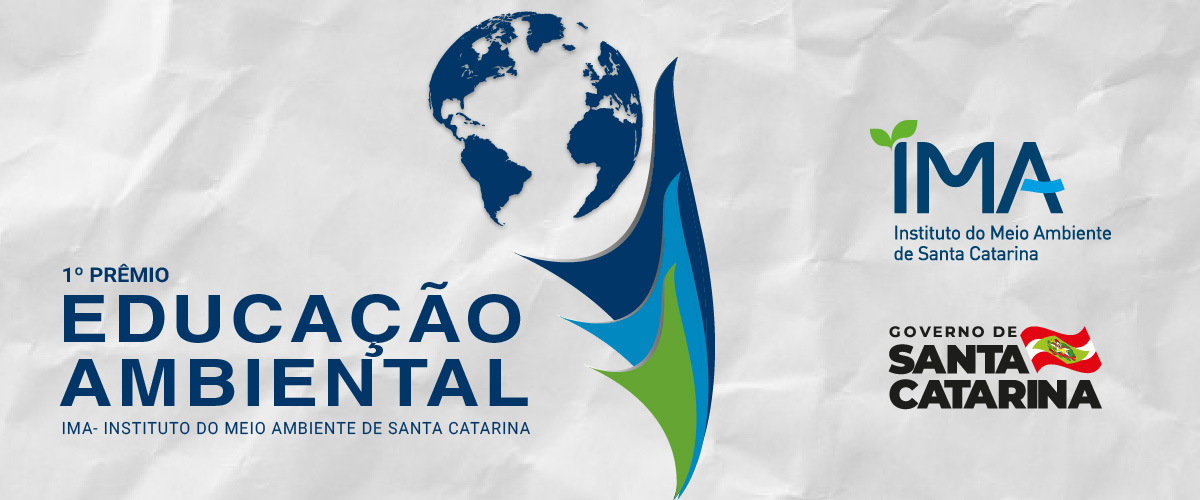 1º PRÊMIO
EDUCAÇÃO
AMBIENTAL
IMA- INSTITUTO DO MEIO AMBIENTE DE SANTA CATARINA
IMA
Instituto do Meio Ambiente
de Santa Catarina
GOVERNO DE
SANTA
CATARINA